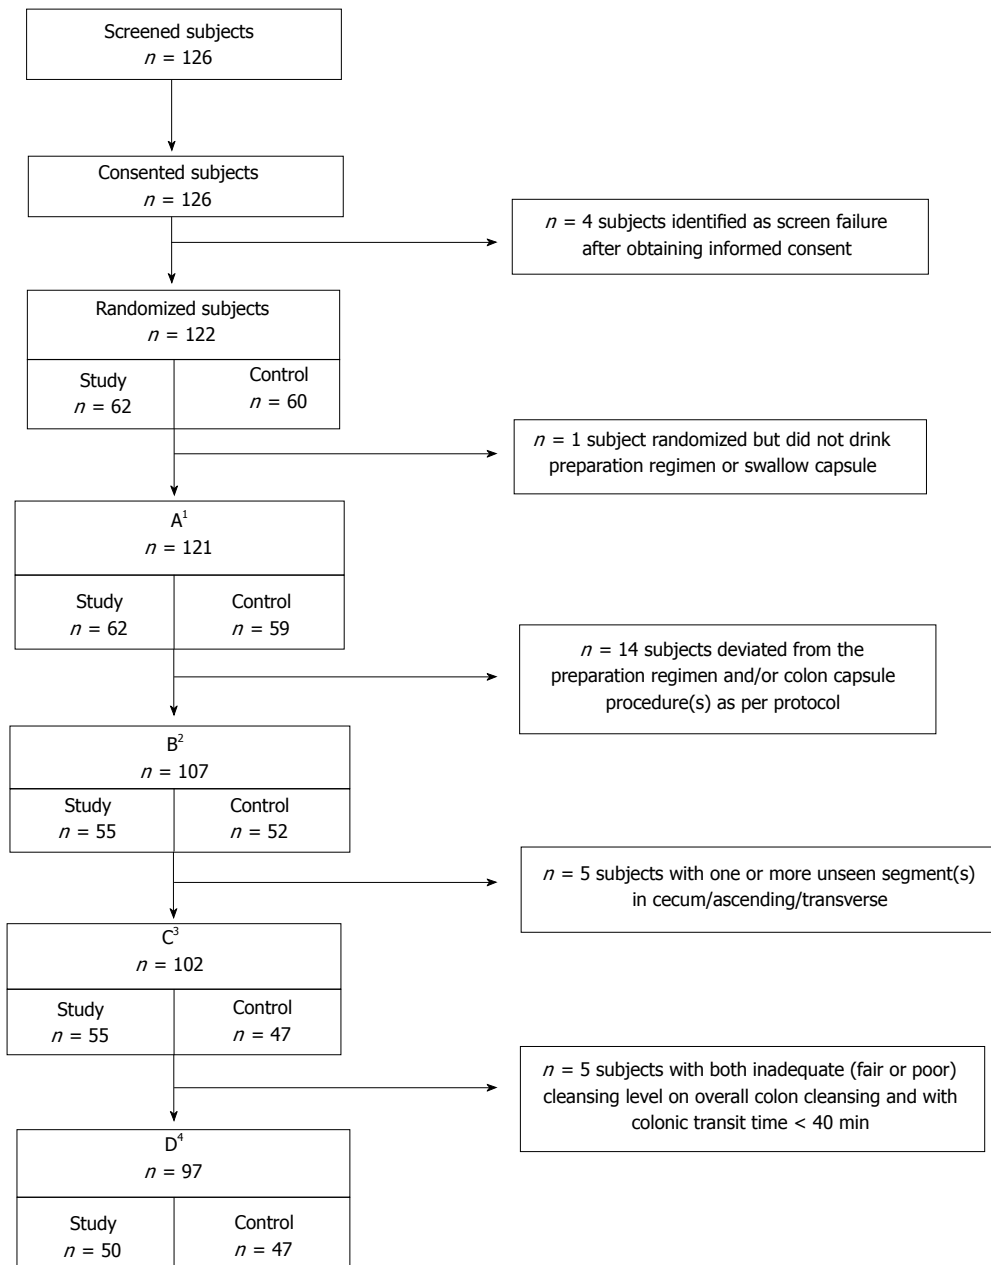 Screened subjects
n = 126
Consented subjects
n = 126
n = 4 subjects identified as screen failure
after obtaining informed consent
Randomized subjects
n = 122
Study
n = 62
Control
n = 60
n = 1 subject randomized but did not drink
preparation regimen or swallow capsule
A¹
n = 121
Study
n = 62
Control
n = 59
n = 14 subjects deviated from the
preparation regimen and/or colon capsule
procedure(s) as per protocol
B²
n = 107
Study
n = 55
Control
n = 52
n = 5 subjects with one or more unseen segment(s)
in cecum/ascending/transverse
C³
n = 102
Study
n = 55
Control
n = 47
n = 5 subjects with both inadequate (fair or poor)
cleansing level on overall colon cleansing and with
colonic transit time < 40 min
D⁴
n = 97
Study
n = 50
Control
n = 47